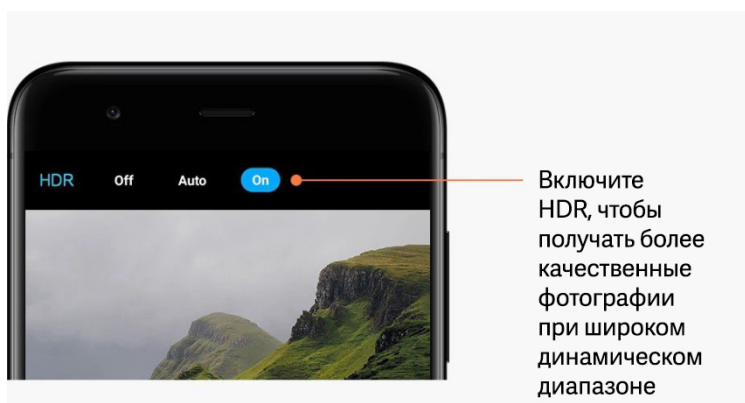 HDR Off Auto On
Включите
HDR, чтобы
получать более
качественные
фотографии
при широком
динамическом
диапазоне